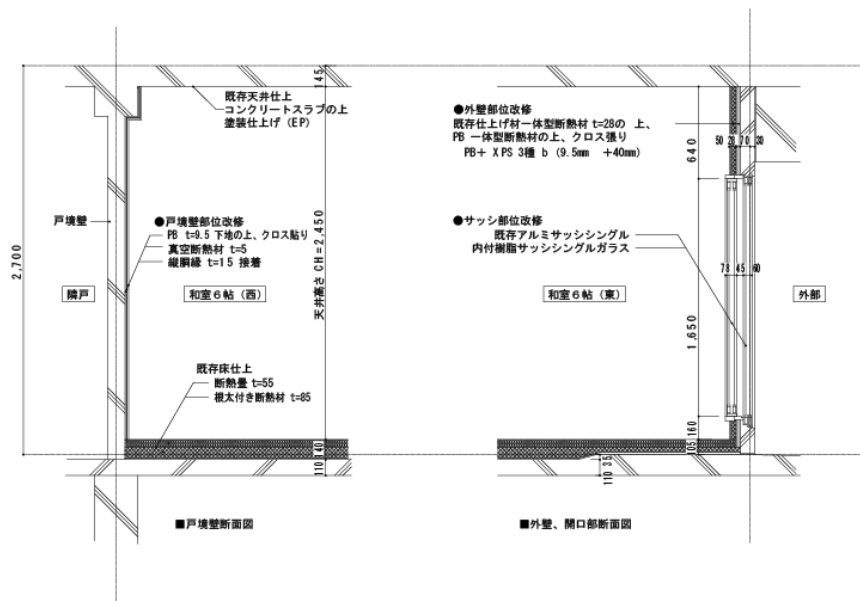 145
既存天井仕上
コンクリートスラブの上
塗装仕上げ（EP）
●外壁部位改修
既存仕上げ材一体型断熱材 t=28の 上、
PB 一体型断熱材の上、クロス張り
PB＋ XPS 3種 b（9.5mm ＋40mm）
50 28 70 30
640
戸境壁
●戸境壁部位改修
PB t=9.5 下地の上、クロス貼り
真空断熱材 t=5
縦胴縁 t=15 接着
●サッシ部位改修
既存アルミサッシシングル
内付樹脂サッシシングルガラス
2,700
天井高さ CH=2,450
78 45 60
隣戸
和室6帖（西）
和室6帖（東）
外部
1,650
既存床仕上
断熱畳 t=55
根太付き断熱材 t=85
160
140
105
110
35
110
■戸境壁断面図
■外壁、開口部断面図